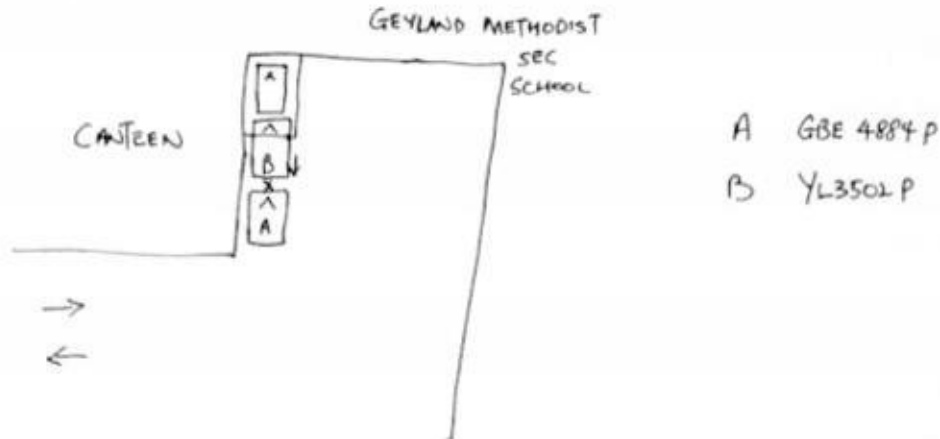 GEYLAND METHODIST
SEC
SCHOOL
CANTEEN
A GBE 4884 P
B YL3502 P
B
X
A